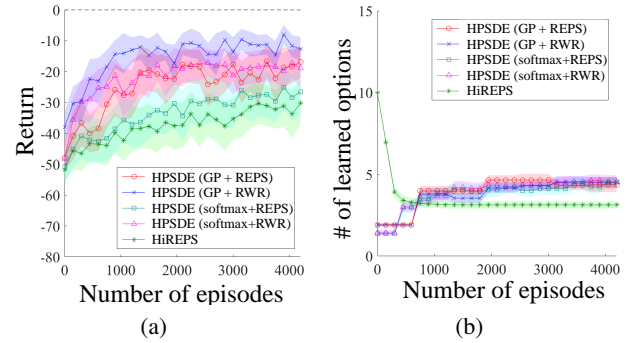 0
-10
-20
-30
-40
-50
-60
-70
-80
Return
HPSDE (GP + REPS)
HPSDE (GP + RWR)
HPSDE (softmax+REPS)
HPSDE (softmax+RWR)
HiREPS
0 1000 2000 3000 4000
Number of episodes
(a)
15
10
5
0
# of learned options
HPSDE (GP + REPS)
HPSDE (GP + RWR)
HPSDE (softmax+REPS)
HPSDE (softmax+RWR)
HiREPS
0 1000 2000 3000 4000
Number of episodes
(b)